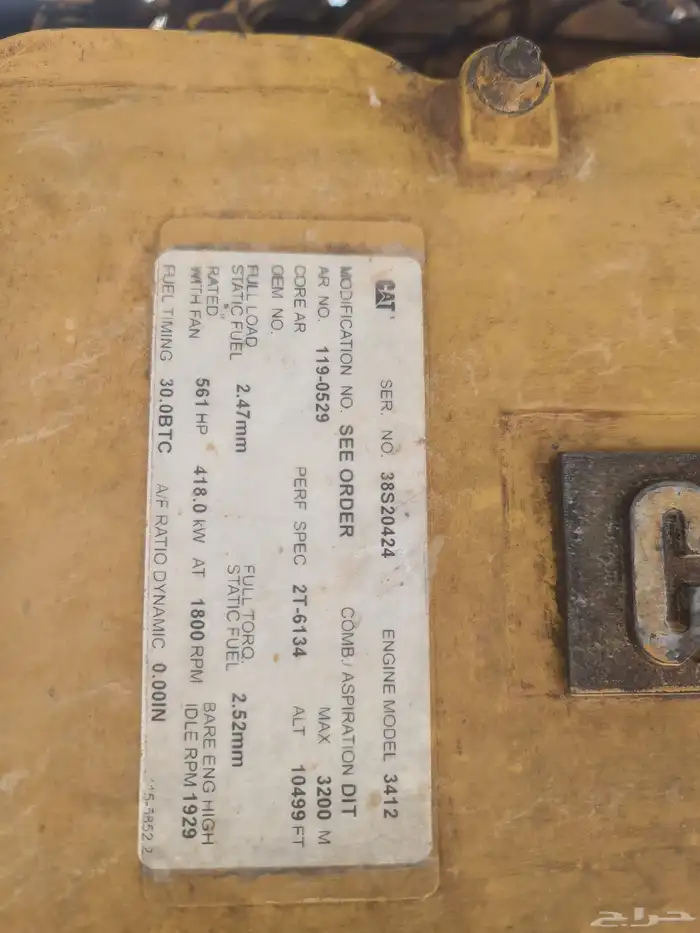 CAT SER. NO. 38S20424 ENGINE MODEL 3412
MODIFICATION NO. SEE ORDER COMB./ ASPIRATION DIT
AR NO. 119-0529 MAX 3200 M
CORE AR PERF SPEC 2T-6134 ALT 10499 FT
OEM NO.
FULL LOAD FULL TORQ.
STATIC FUEL 2.47mm STATIC FUEL 2.52mm
RATED BARE ENG HIGH
WITH FAN 561 HP 418.0 kW AT 1800 RPM IDLE RPM 1929
FUEL TIMING 30.0BTC A/F RATIO DYNAMIC 0.00IN
C
حراج